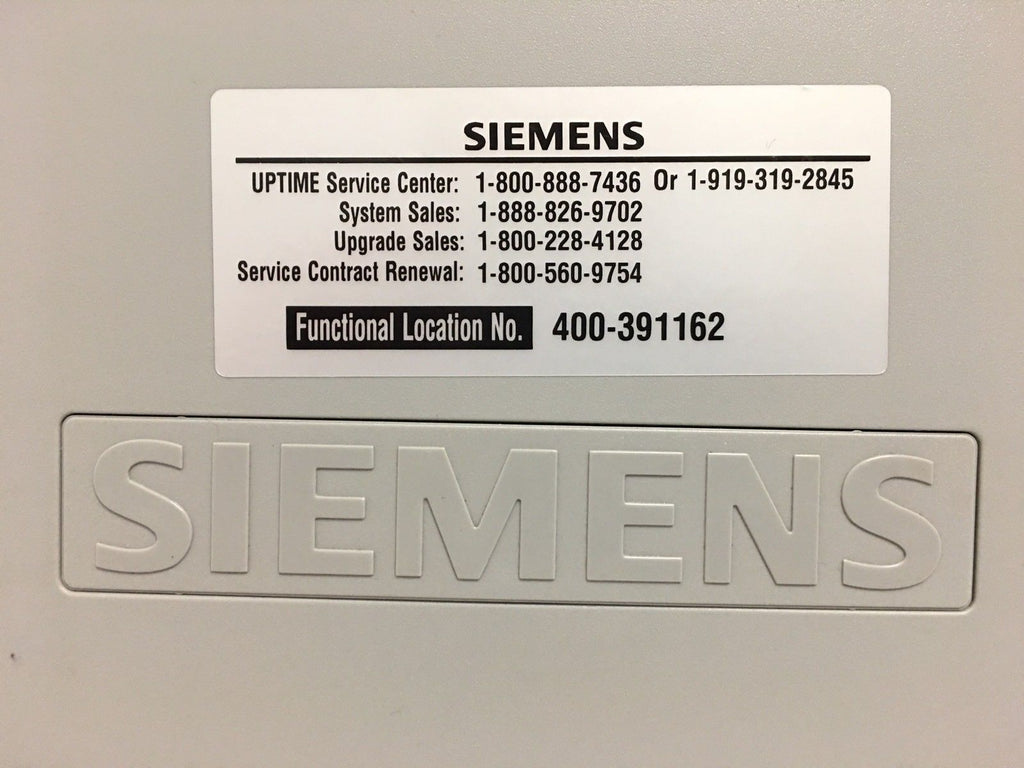 SIEMENS
UPTIME Service Center: 1-800-888-7436 Or 1-919-319-2845
System Sales: 1-888-826-9702
Upgrade Sales: 1-800-228-4128
Service Contract Renewal: 1-800-560-9754
Functional Location No. 400-391162
SIEMENS